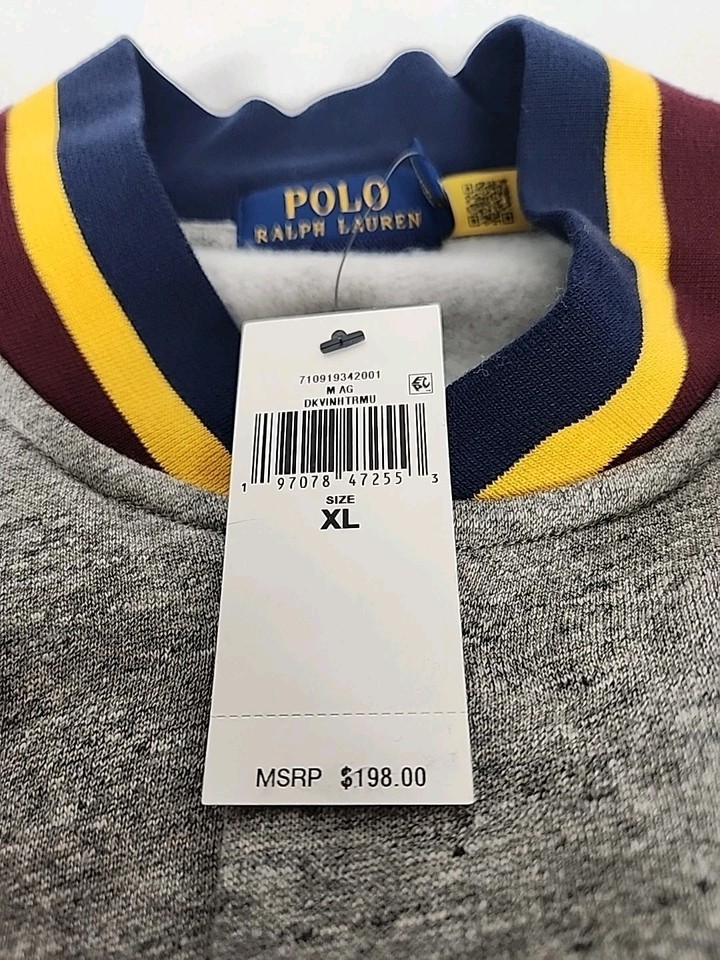 POLO
RALPH LAUREN
710919342001
M AG
DKVINHTRMU
1 97078 47255 3
SIZE
XL
MSRP $198.00